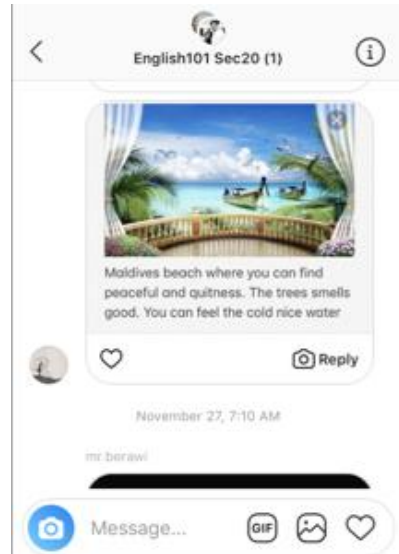 English101 Sec20 (1)
Maldives beach where you can find
peaceful and quitness. The trees smells
good. You can feel the cold nice water
Reply
November 27, 7:10 AM
mr berawi
Message...
GIF